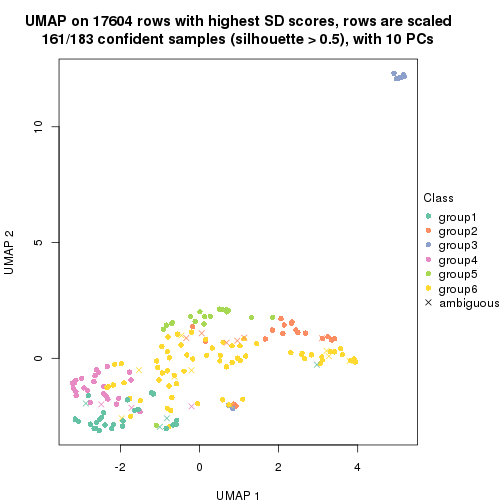 UMAP on 17604 rows with highest SD scores, rows are scaled
161/183 confident samples (silhouette > 0.5), with 10 PCs
10
5
0
UMAP 2
-2
0
2
4
UMAP 1
Class
group1
group2
group3
group4
group5
group6
ambiguous